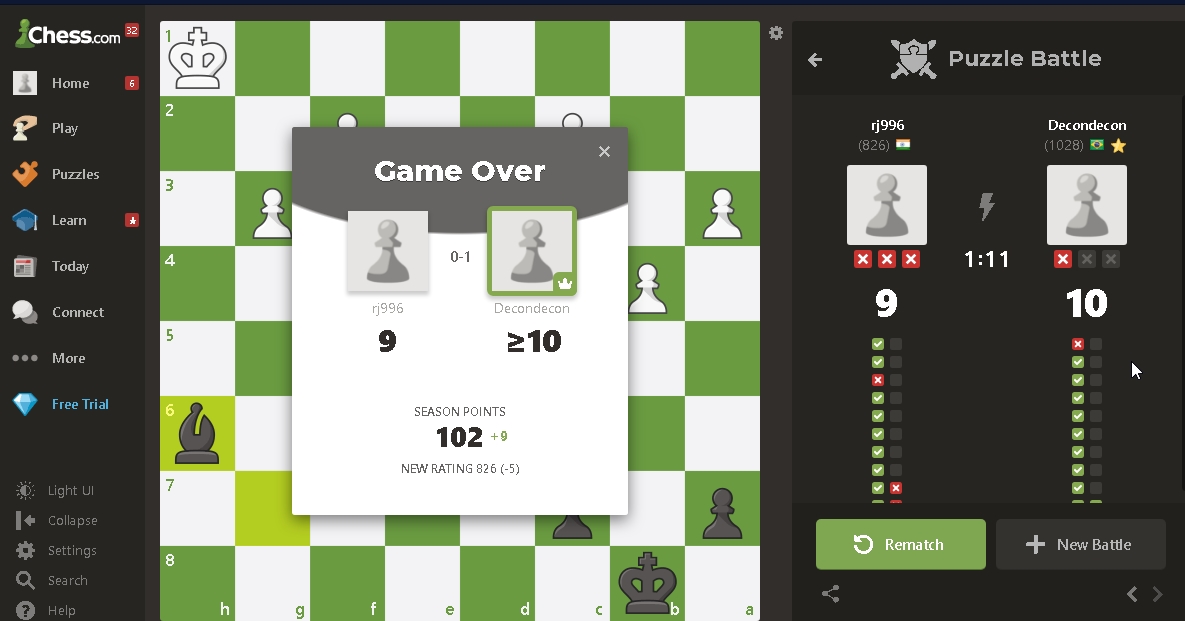 Chess.com 32
Home 6
Play
Puzzles
Learn
Today
Connect
More
Free Trial
Light UI
Collapse
Settings
Search
Help
1
2
3
4
5
6
7
8
h g f e d c b a
Game Over
0-1
rj996 Decondecon
9 ≥10
SEASON POINTS
102 +9
NEW RATING 826 (-5)
Puzzle Battle
rj996 Decondecon
(826) (1028)
1:11
9 10
Rematch New Battle